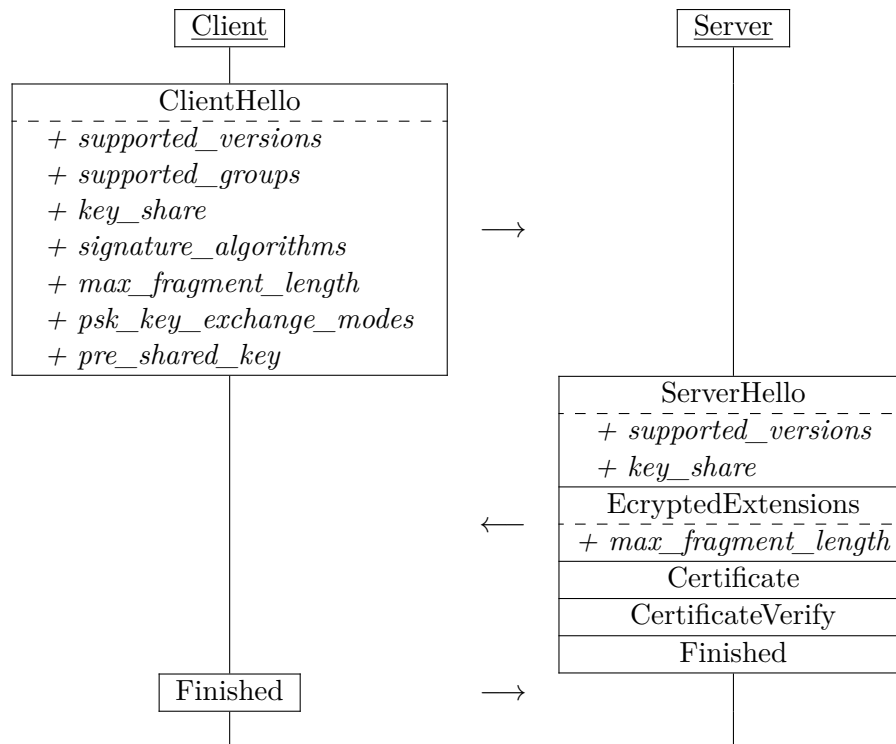 Client
Server
ClientHello
+ supported_versions
+ supported_groups
+ key_share
+ signature_algorithms
+ max_fragment_length
+ psk_key_exchange_modes
+ pre_shared_key
ServerHello
+ supported_versions
+ key_share
EcryptedExtensions
+ max_fragment_length
Certificate
CertificateVerify
Finished
Finished